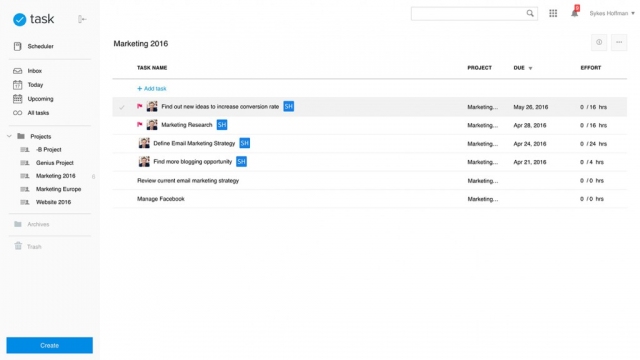 task
Sykes Hoffman
Scheduler
Inbox
Today
Upcoming
All tasks
Projects
-B Project
Genius Project
Marketing 2016
Marketing Europe
Website 2016
Archives
Trash
Create
Marketing 2016
TASK NAME PROJECT DUE EFFORT
+ Add task
Find out new ideas to increase conversion rate SH Marketing... May 26, 2016 0 / 16 hrs
Marketing Research SH Marketing... Apr 28, 2016 0 / 16 hrs
Define Email Marketing Strategy SH Marketing... Apr 24, 2016 0 / 24 hrs
Find more blogging opportunity SH Marketing... Apr 21, 2016 0 / 4 hrs
Review current email marketing strategy Marketing... 0 / 0 hrs
Manage Facebook Marketing... 0 / 0 hrs